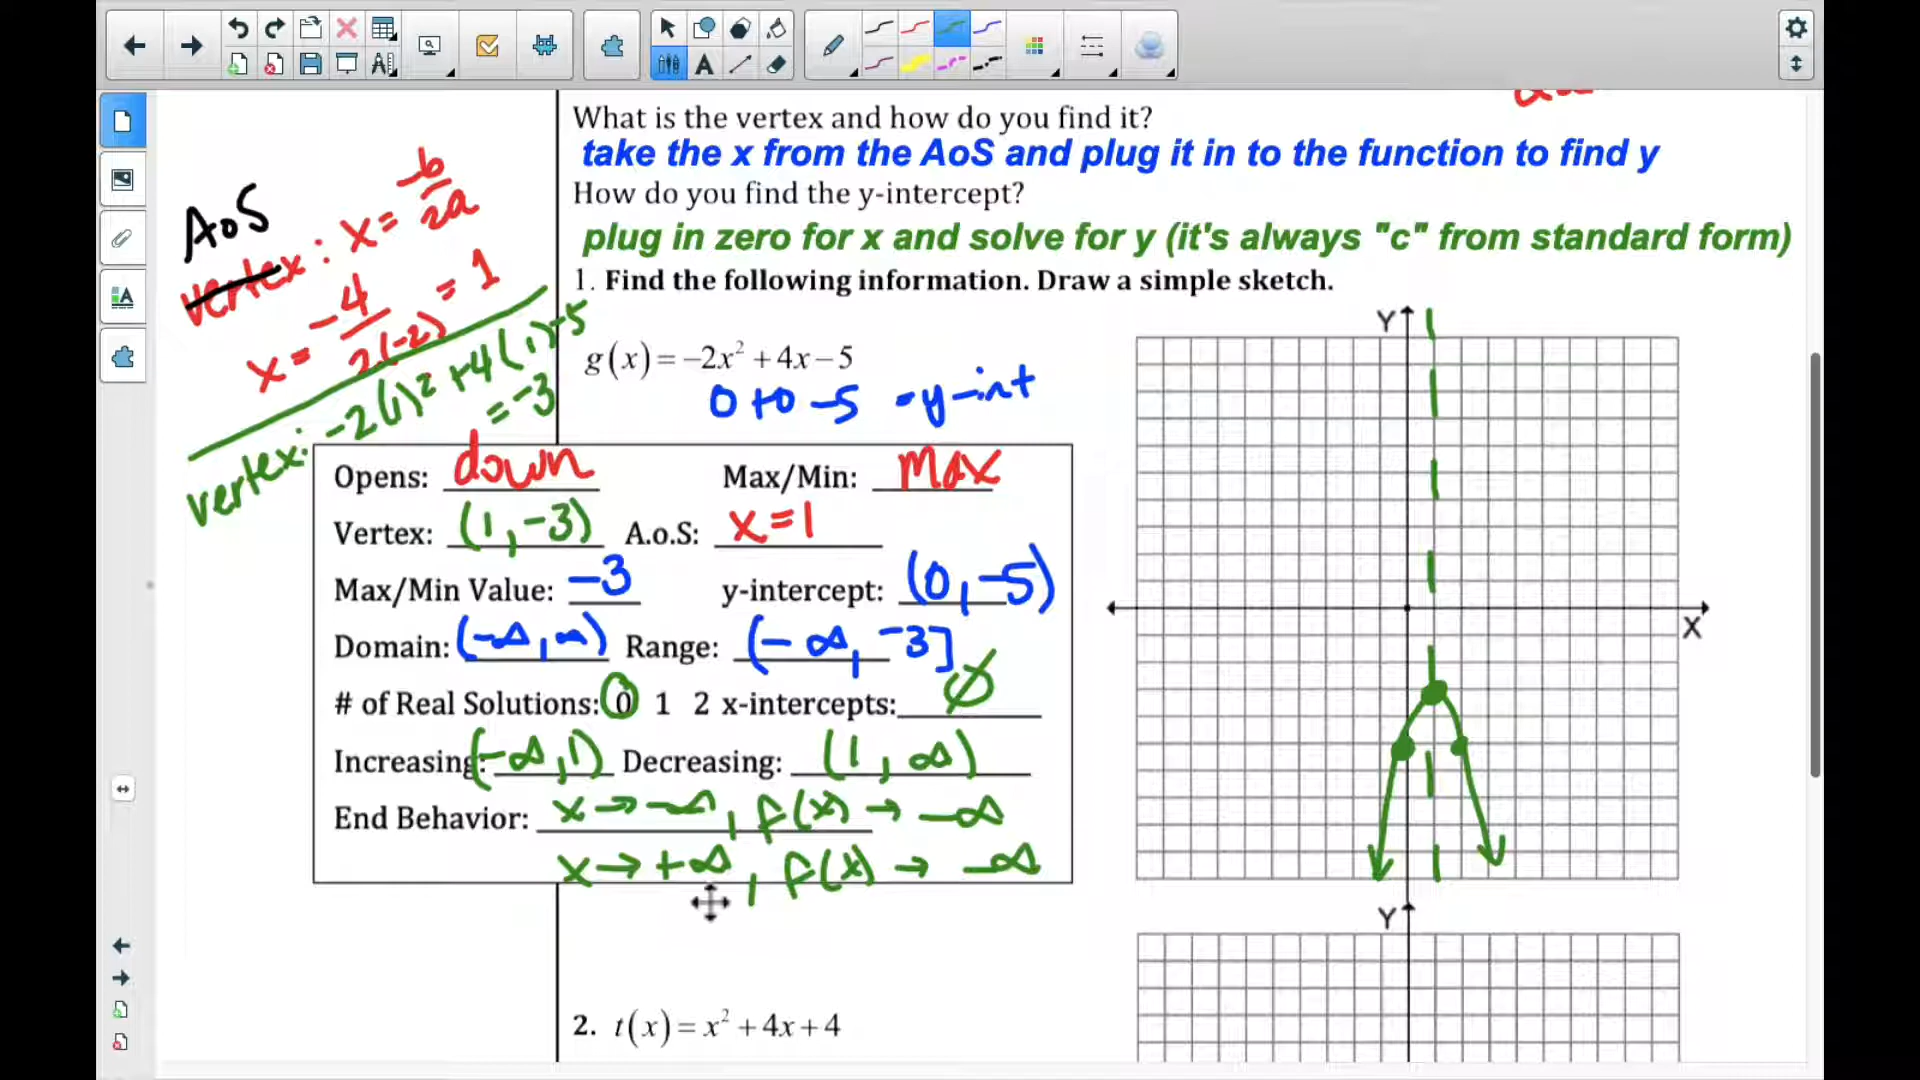 What is the vertex and how do you find it?
take the x from the AoS and plug it in to the function to find y
How do you find the y-intercept?
plug in zero for x and solve for y (it's always "c" from standard form)
1. Find the following information. Draw a simple sketch.
AoS
vertex: x = -b/2a
x = -4/2(-2) = 1
vertex: -2(1)² + 4(1) -5
= -3
g(x) = −2x² + 4x − 5
0 + 0 - 5 = y-int
Opens: down Max/Min: max
Vertex: (1, -3) A.o.S: x = 1
Max/Min Value: -3 y-intercept: (0, -5)
Domain: (-∞, ∞) Range: (-∞, -3]
# of Real Solutions: 0 1 2 x-intercepts: ∅
Increasing: (-∞, 1) Decreasing: (1, ∞)
End Behavior: x → -∞, f(x) → -∞
x → +∞, f(x) → -∞
Y
X
Y
2. t(x) = x² + 4x + 4